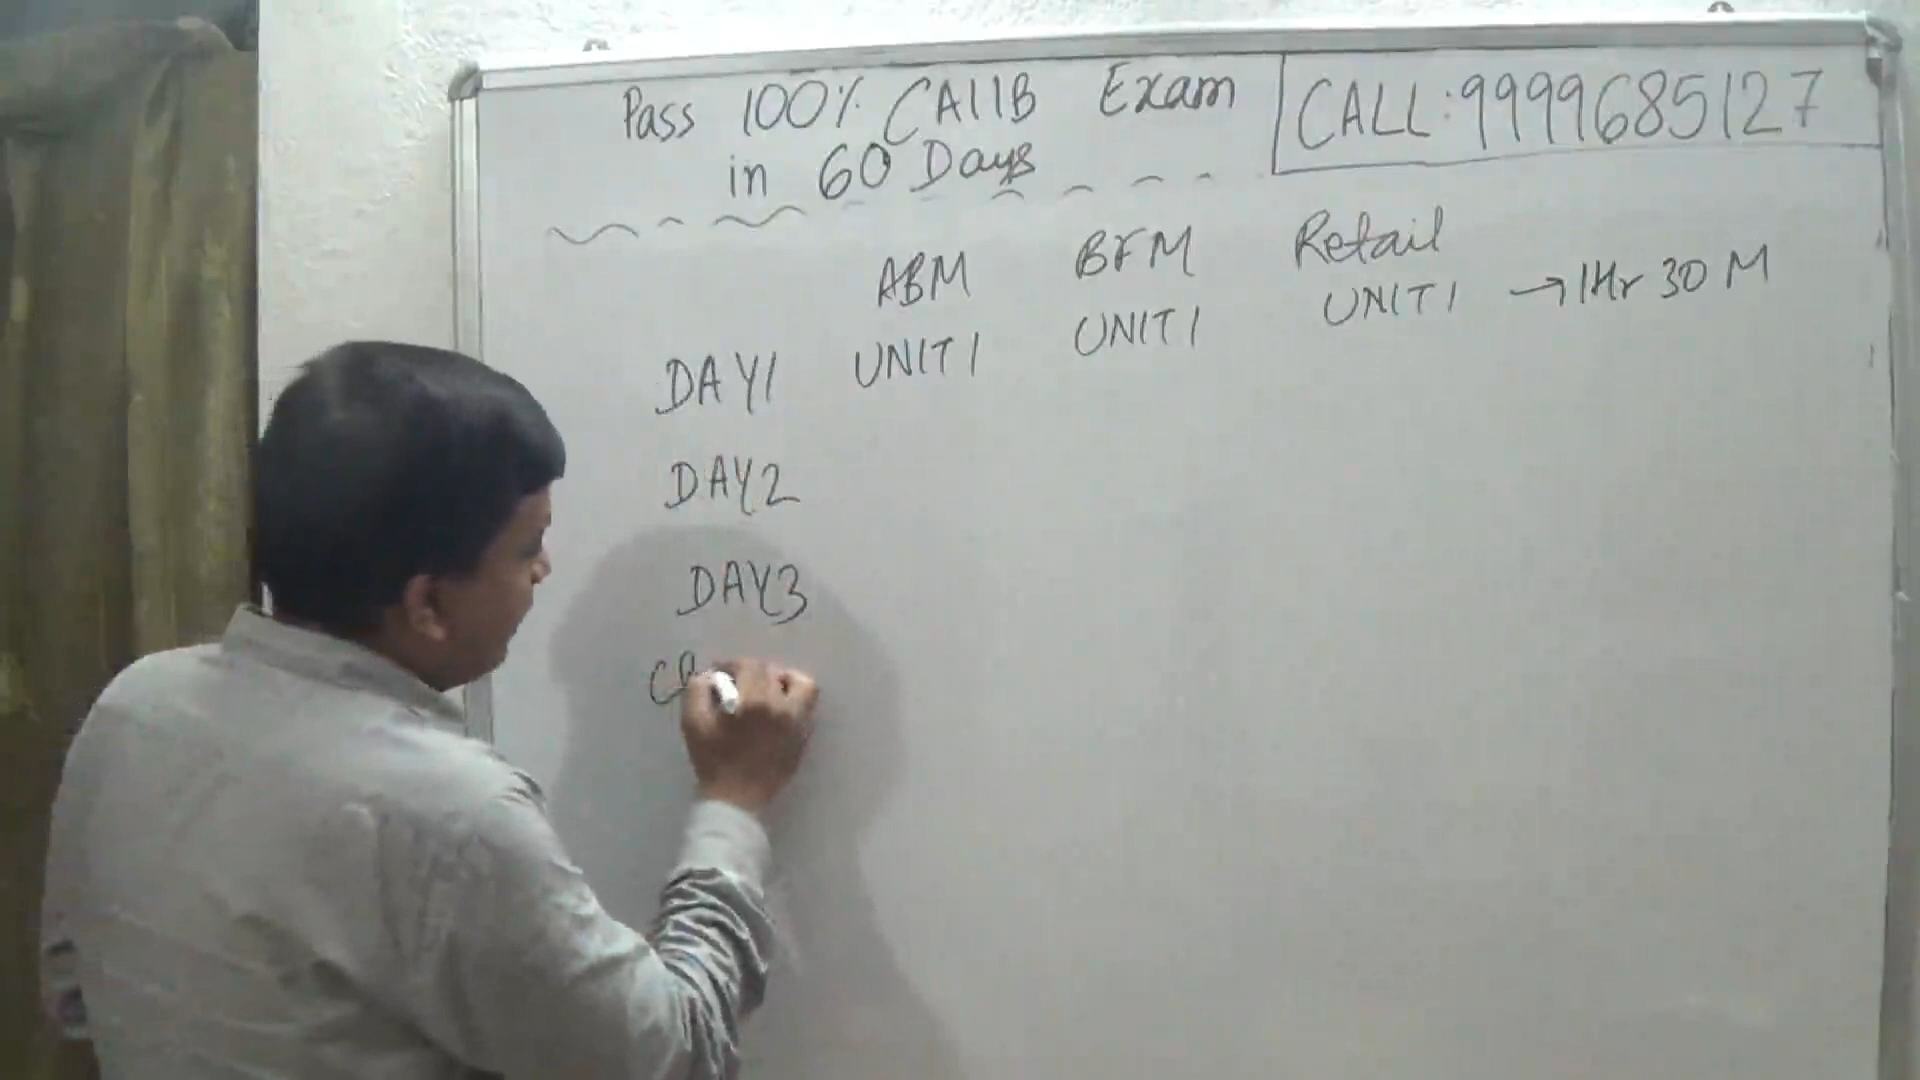 Pass 100% CAIIB Exam
in 60 Days
CALL:9999685127
ABM BFM Retail
DAY1 UNIT1 UNIT1 UNIT1 →1Hr 30 M
DAY2
DAY3